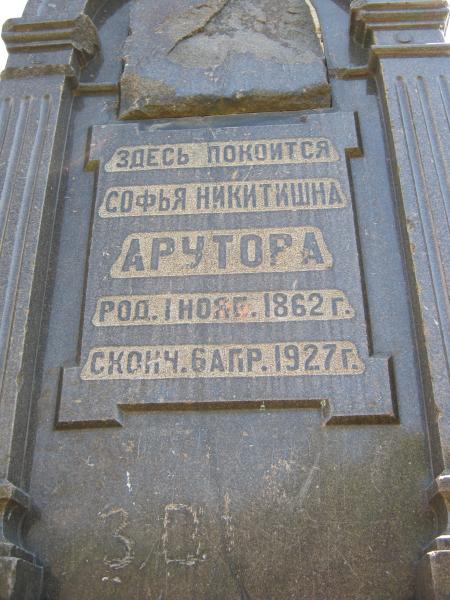 ЗДЕСЬ ПОКОИТСЯ
СОФЬЯ НИКИТИШНА
АРУТОРА
РОД. 1 НОЯБ. 1862 Г.
СКОНЧ. 6 АПР. 1927 Г.
З.О.